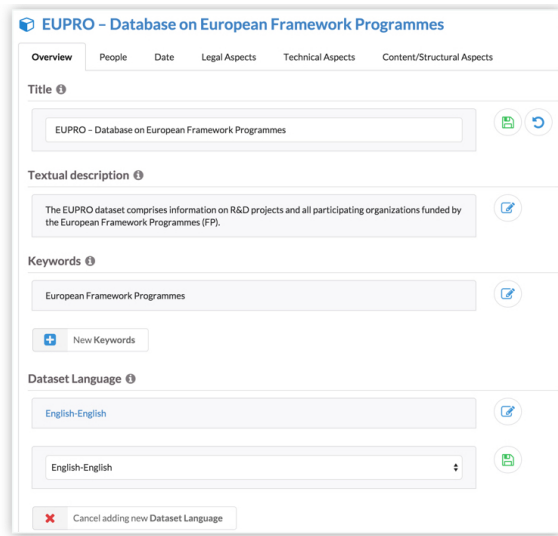 EUPRO – Database on European Framework Programmes
Overview People Date Legal Aspects Technical Aspects Content/Structural Aspects
Title
EUPRO – Database on European Framework Programmes
Textual description
The EUPRO dataset comprises information on R&D projects and all participating organizations funded by
the European Framework Programmes (FP).
Keywords
European Framework Programmes
New Keywords
Dataset Language
English-English
English-English
Cancel adding new Dataset Language